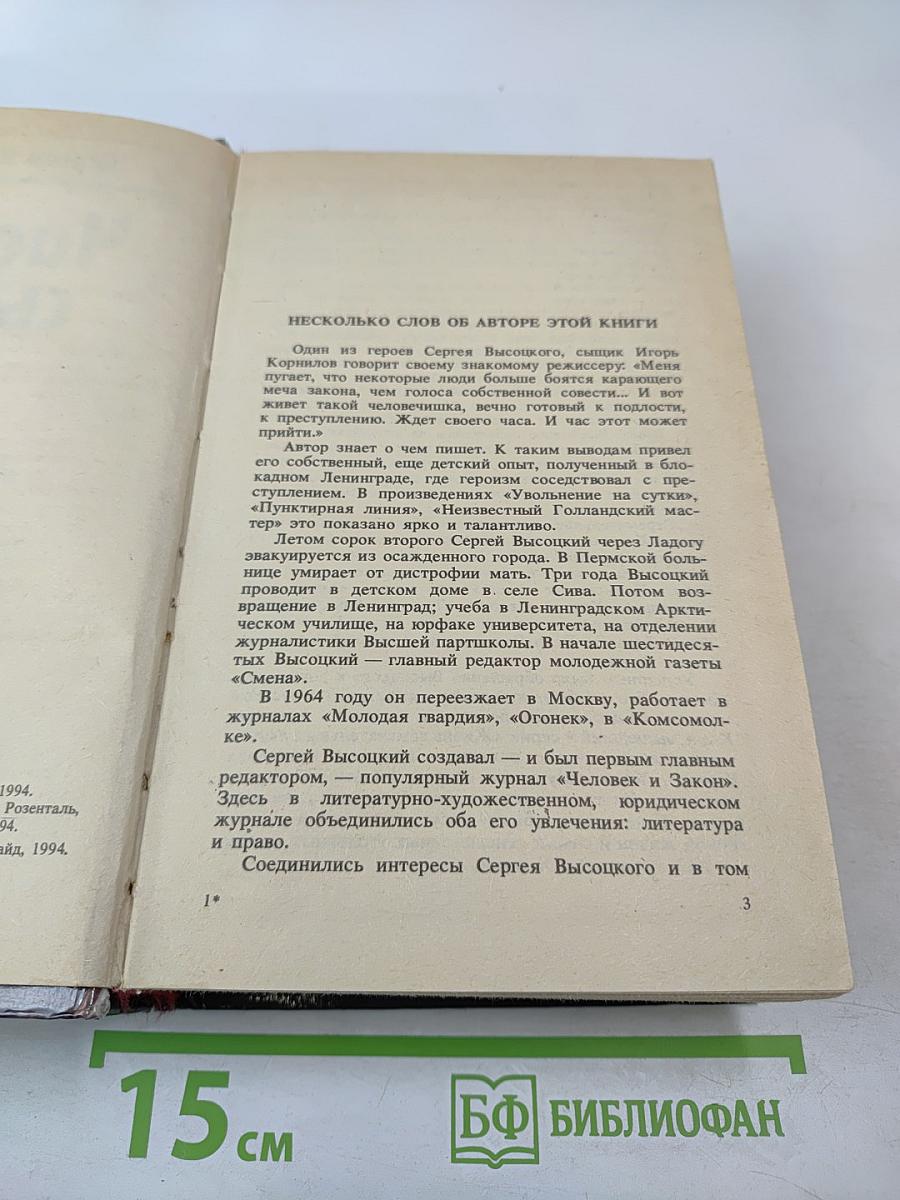 1994.
Розенталь,
94.
айд, 1994.
НЕСКОЛЬКО СЛОВ ОБ АВТОРЕ ЭТОЙ КНИГИ
Один из героев Сергея Высоцкого, сыщик Игорь
Корнилов говорит своему знакомому режиссеру: «Меня
пугает, что некоторые люди больше боятся карающего
меча закона, чем голоса собственной совести... И вот
живет такой человечишка, вечно готовый к подлости,
к преступлению. Ждет своего часа. И час этот может
прийти.»
Автор знает о чем пишет. К таким выводам привел
его собственный, еще детский опыт, полученный в бло-
кадном Ленинграде, где героизм соседствовал с пре-
ступлением. В произведениях «Увольнение на сутки»,
«Пунктирная линия», «Неизвестный Голландский мас-
тер» это показано ярко и талантливо.
Летом сорок второго Сергей Высоцкий через Ладогу
эвакуируется из осажденного города. В Пермской боль-
нице умирает от дистрофии мать. Три года Высоцкий
проводит в детском доме в селе Сива. Потом воз-
вращение в Ленинград; учеба в Ленинградском Аркти-
ческом училище, на юрфаке университета, на отделении
журналистики Высшей партшколы. В начале шестидеся-
тых Высоцкий — главный редактор молодежной газеты
«Смена».
В 1964 году он переезжает в Москву, работает в
журналах «Молодая гвардия», «Огонек», в «Комсомол-
ке».
Сергей Высоцкий создавал — и был первым главным
редактором, — популярный журнал «Человек и Закон».
Здесь в литературно-художественном, юридическом
журнале объединились оба его увлечения: литература
и право.
Соединились интересы Сергея Высоцкого и в том
1* 3
15 см БФ БИБЛИОФАН